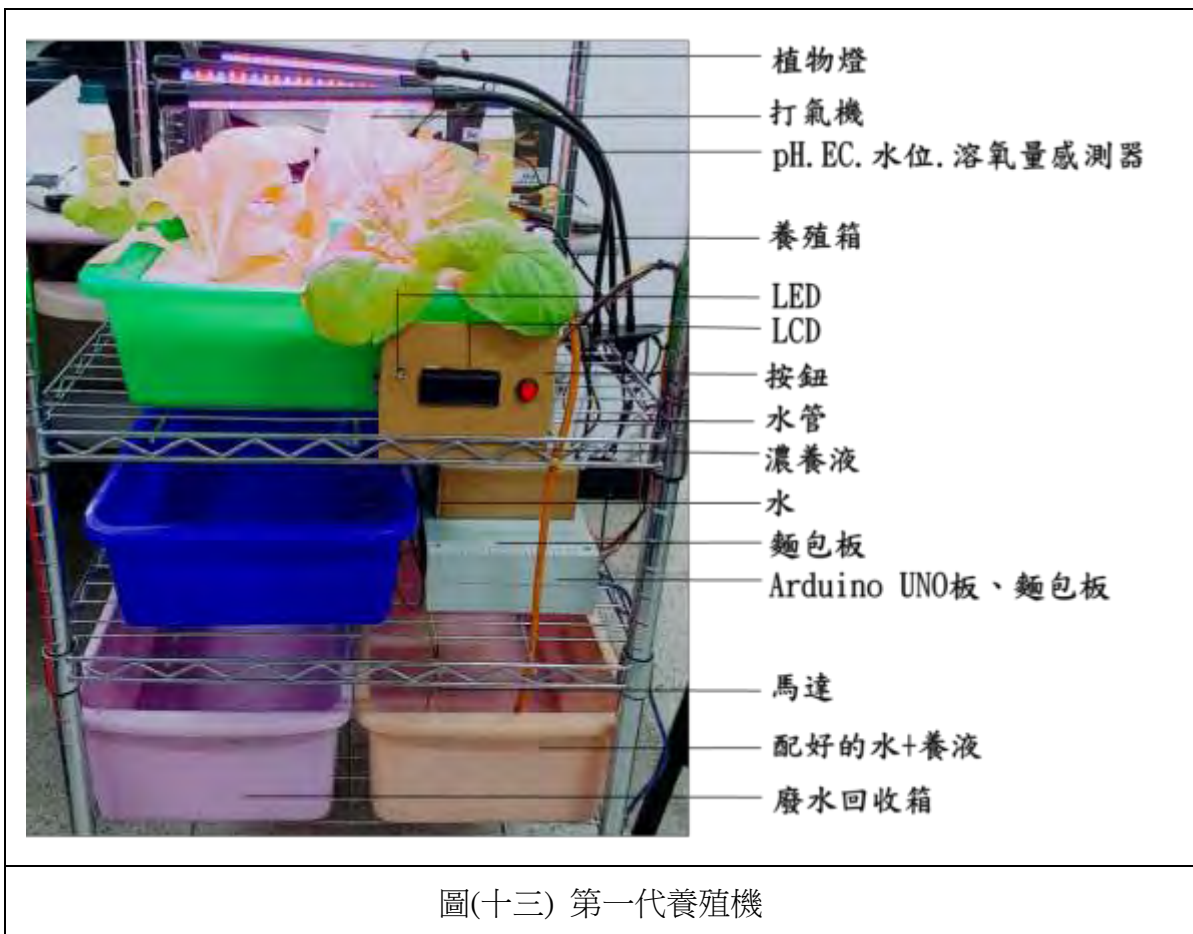 植物燈
打氣機
pH.EC.水位.溶氧量感測器
養殖箱
LED
LCD
按鈕
水管
濃養液
水
麵包板
Arduino UNO板、麵包板
馬達
配好的水+養液
廢水回收箱
圖(十三) 第一代養殖機